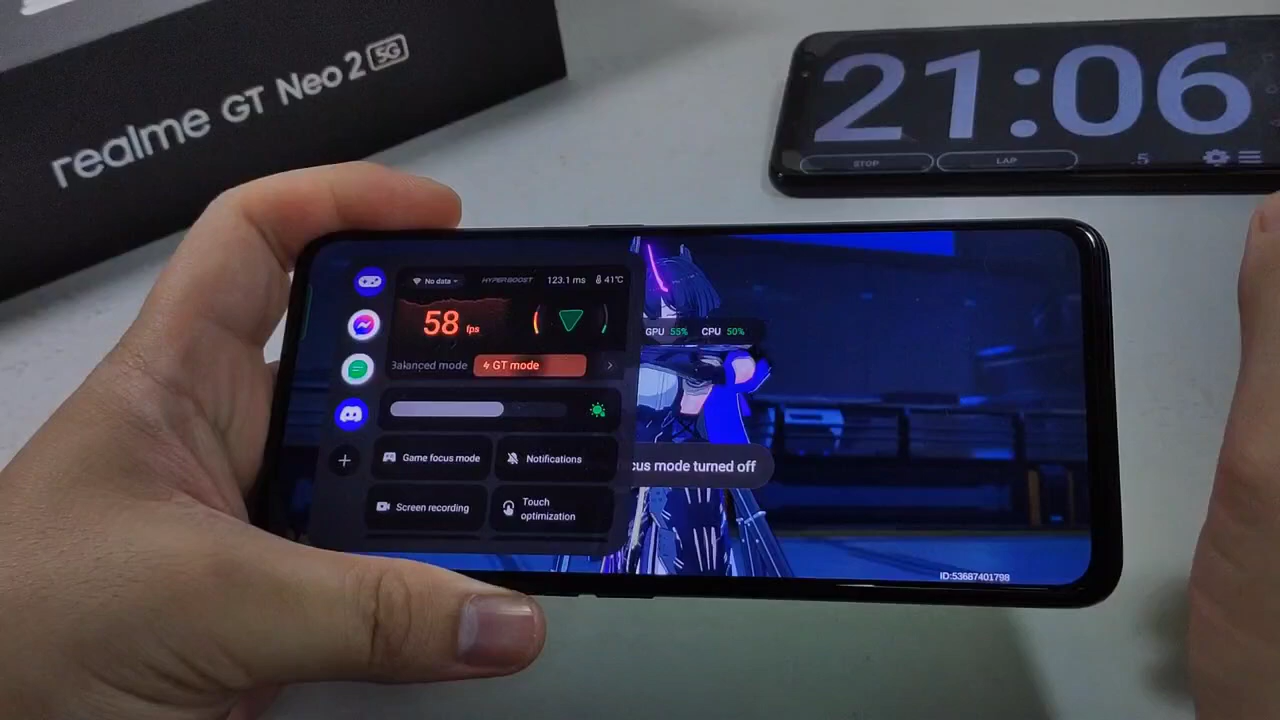 realme GT Neo 2 5G
21:06
STOP
LAP
.5
No data
HYPERBOOST
123.1 ms
41℃
58 fps
GPU 55% CPU 50%
Balanced mode
GT mode
Game focus mode
Notifications
cus mode turned off
Screen recording
Touch
optimization
ID:53687401798